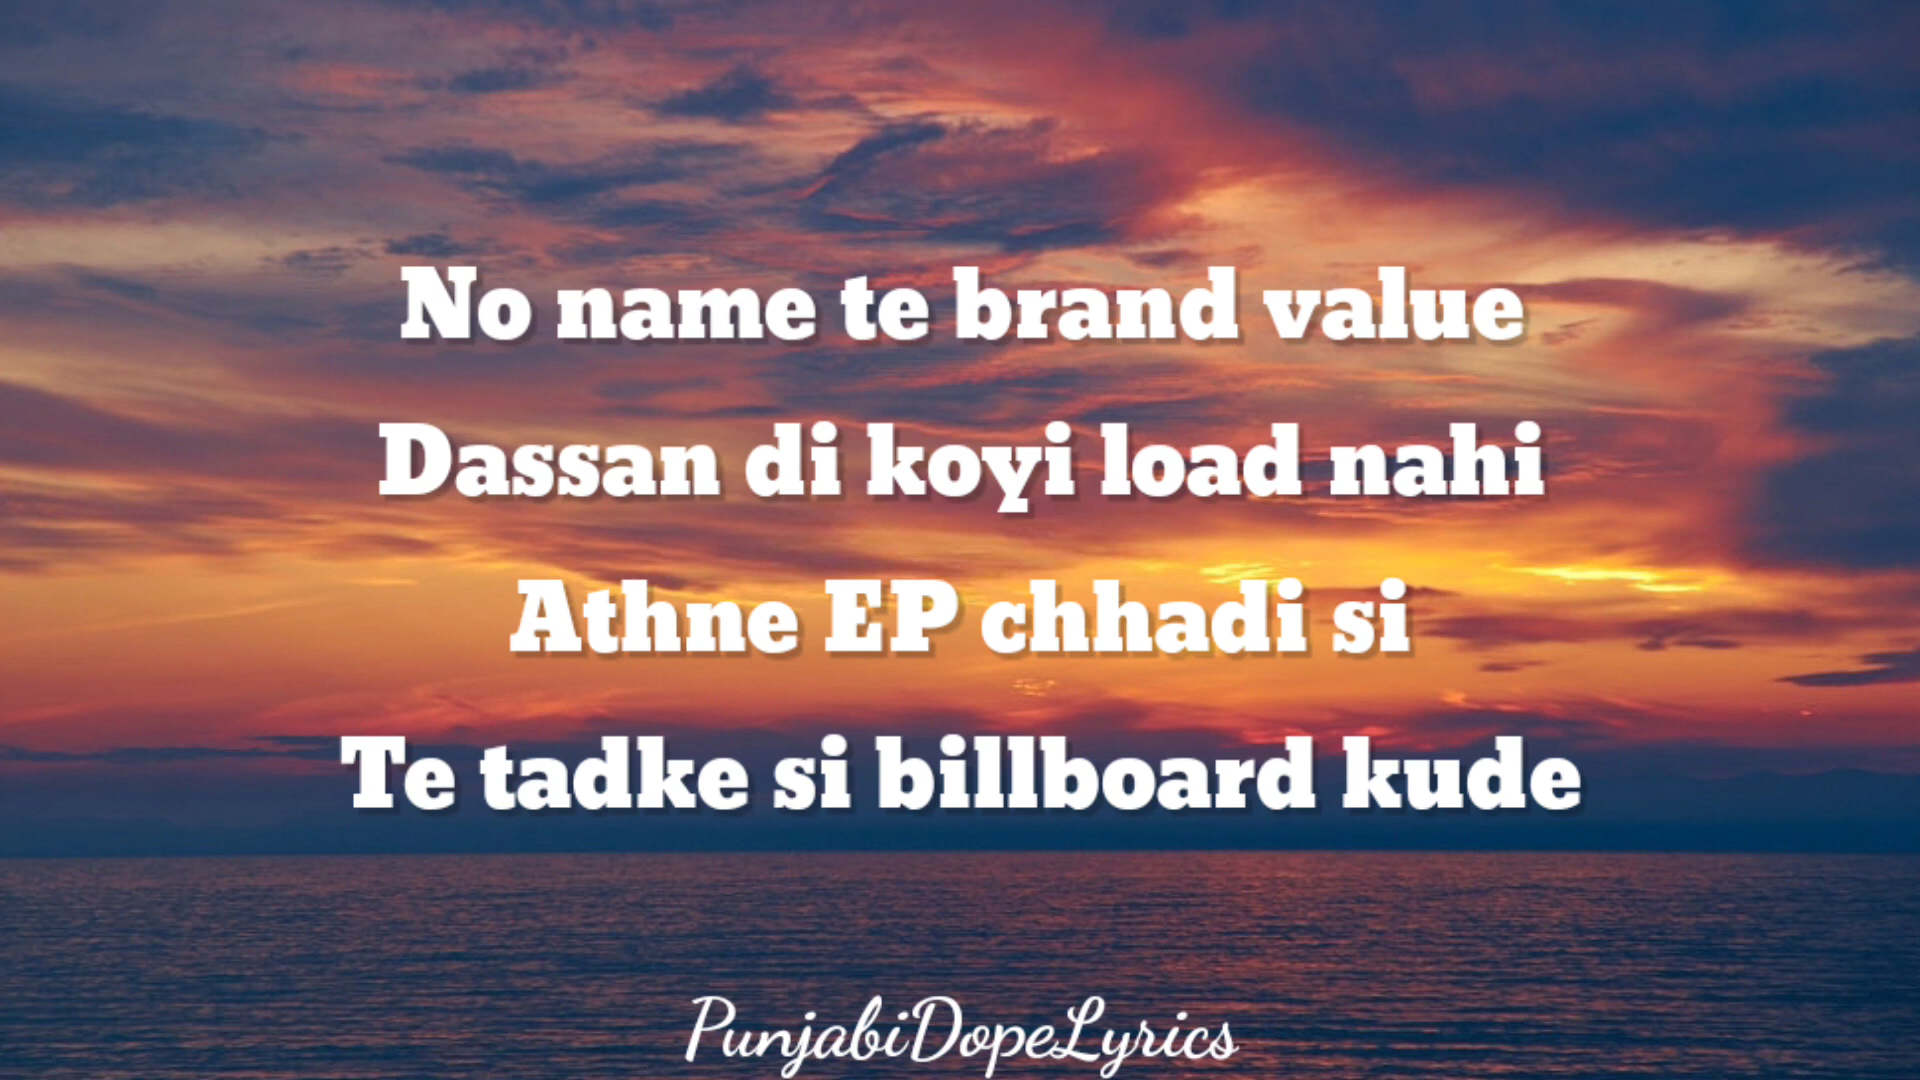 No name te brand value
Dassan di koyi load nahi
Athne EP chhadi si
Te tadke si billboard kude
PunjabiDopeLyrics